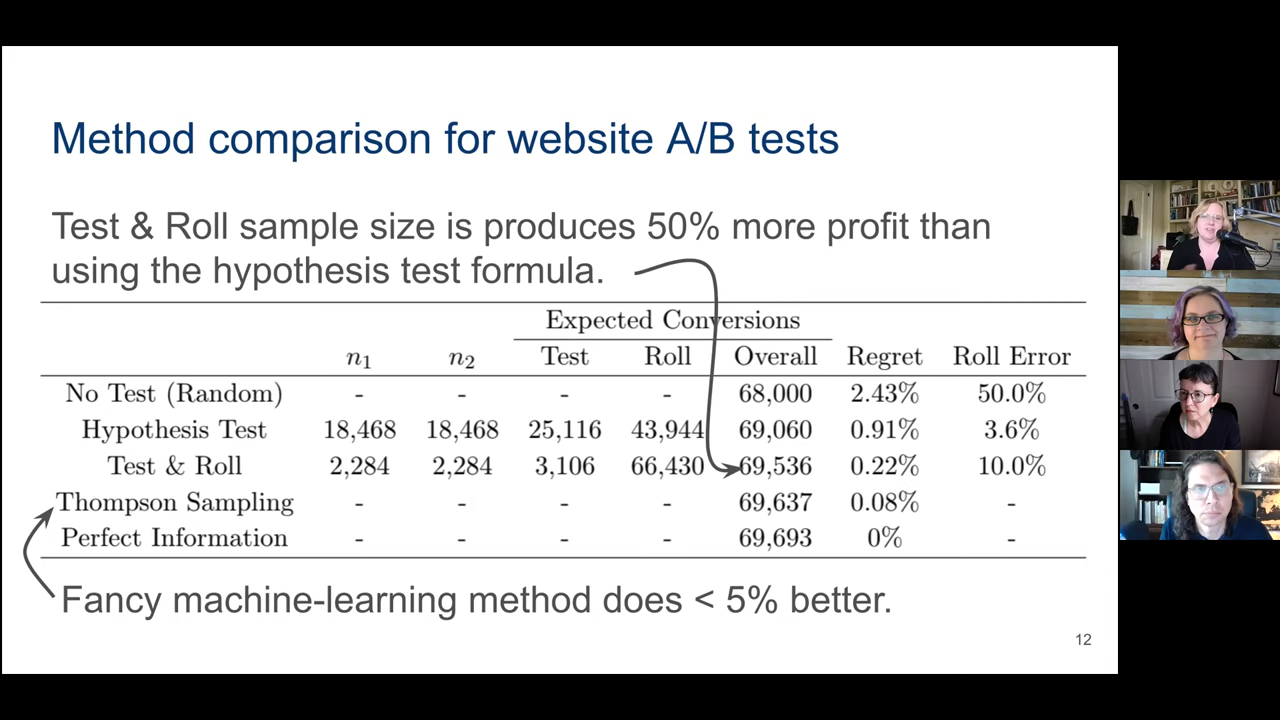 Method comparison for website A/B tests
Test & Roll sample size is produces 50% more profit than
using the hypothesis test formula.
Expected Conversions
n1 n2 Test Roll Overall Regret Roll Error
No Test (Random) - - - - 68,000 2.43% 50.0%
Hypothesis Test 18,468 18,468 25,116 43,944 69,060 0.91% 3.6%
Test & Roll 2,284 2,284 3,106 66,430 69,536 0.22% 10.0%
Thompson Sampling - - - - 69,637 0.08% -
Perfect Information - - - - 69,693 0% -
Fancy machine-learning method does < 5% better.
12